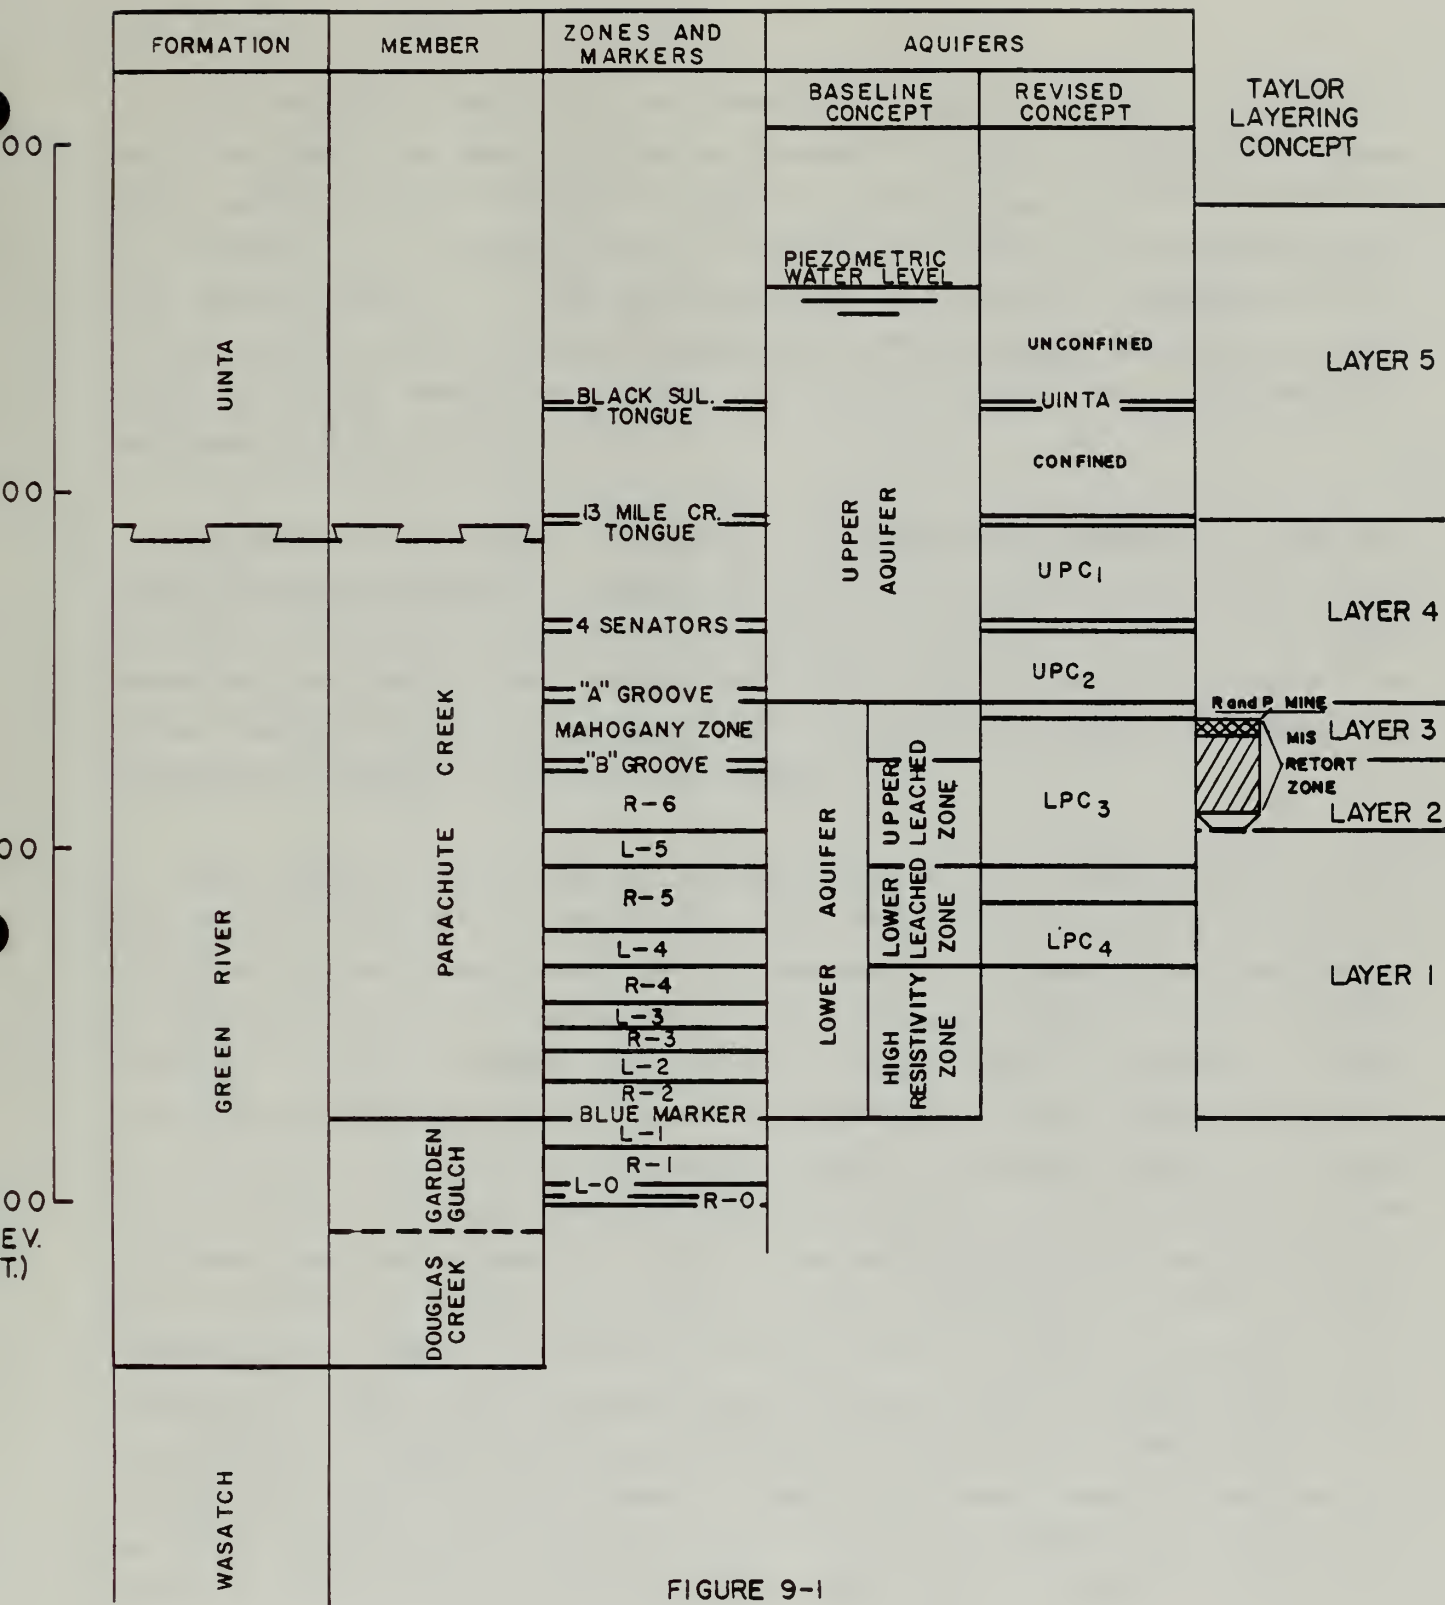 FORMATION
MEMBER
ZONES AND
MARKERS
AQUIFERS
BASELINE
CONCEPT
REVISED
CONCEPT
TAYLOR
LAYERING
CONCEPT
00
00
00
00
EV.
T.)
UINTA
GREEN RIVER
WASATCH
PARACHUTE CREEK
GARDEN
GULCH
DOUGLAS
CREEK
BLACK SUL.
TONGUE
13 MILE CR.
TONGUE
4 SENATORS
"A" GROOVE
MAHOGANY ZONE
"B" GROOVE
R-6
L-5
R-5
L-4
R-4
L-3
R-3
L-2
R-2
BLUE MARKER
L-1
R-1
L-0
R-0
PIEZOMETRIC
WATER LEVEL
UPPER
AQUIFER
LOWER AQUIFER
UPPER
LEACHED
ZONE
LOWER
LEACHED
ZONE
HIGH
RESISTIVITY
ZONE
UNCONFINED
UINTA
CONFINED
UPC1
UPC2
LPC3
LPC4
LAYER 5
LAYER 4
R and P MINE
LAYER 3
MIS
RETORT
ZONE
LAYER 2
LAYER 1
FIGURE 9-1